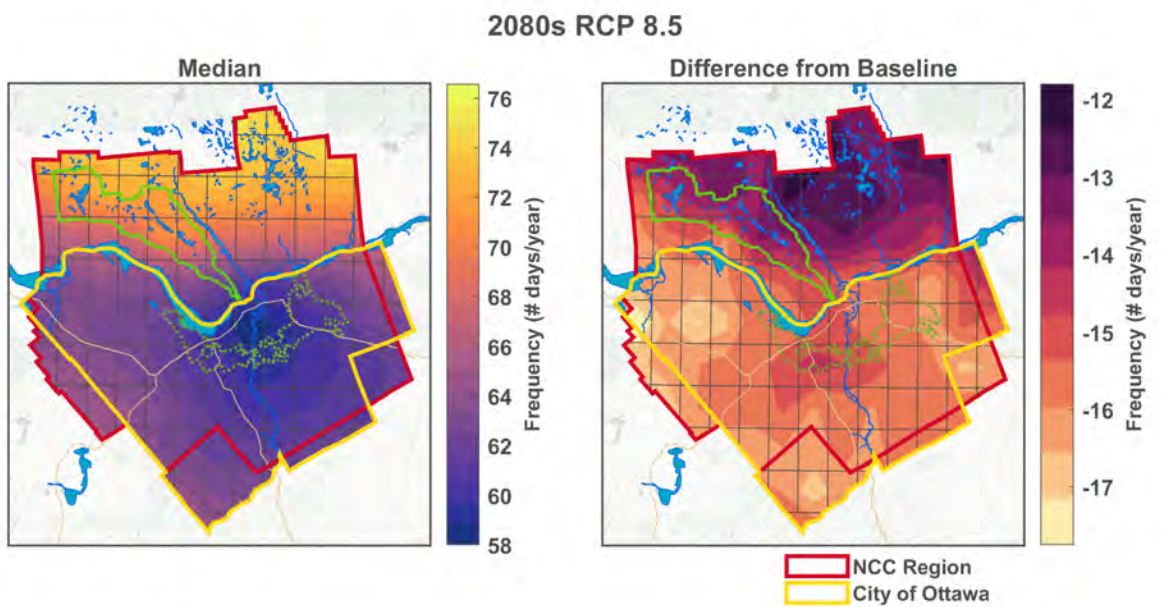 2080s RCP 8.5
Median
76
74
72
70
68
66
64
62
60
58
Frequency (# days/year)
Difference from Baseline
-12
-13
-14
-15
-16
-17
Frequency (# days/year)
NCC Region
City of Ottawa